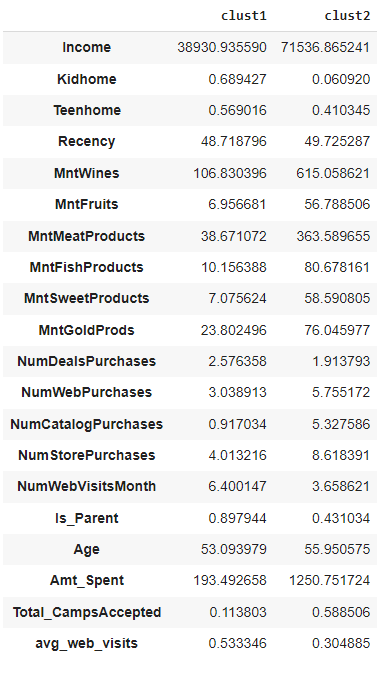 clust1 clust2
Income 38930.935590 71536.865241
Kidhome 0.689427 0.060920
Teenhome 0.569016 0.410345
Recency 48.718796 49.725287
MntWines 106.830396 615.058621
MntFruits 6.956681 56.788506
MntMeatProducts 38.671072 363.589655
MntFishProducts 10.156388 80.678161
MntSweetProducts 7.075624 58.590805
MntGoldProds 23.802496 76.045977
NumDealsPurchases 2.576358 1.913793
NumWebPurchases 3.038913 5.755172
NumCatalogPurchases 0.917034 5.327586
NumStorePurchases 4.013216 8.618391
NumWebVisitsMonth 6.400147 3.658621
Is_Parent 0.897944 0.431034
Age 53.093979 55.950575
Amt_Spent 193.492658 1250.751724
Total_CampsAccepted 0.113803 0.588506
avg_web_visits 0.533346 0.304885